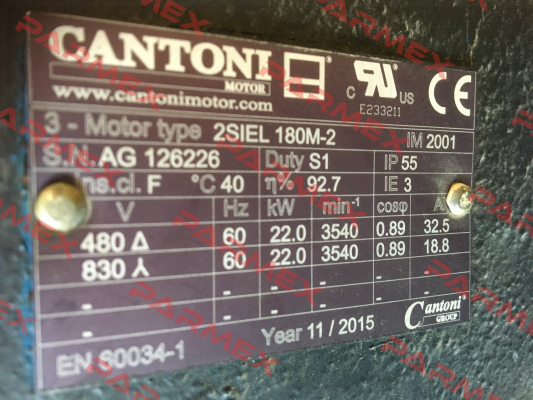 CANTONI
MOTOR
www.cantonimotor.com
C US
E233211
CE
3 - Motor type 2SIEL 180M-2 IM 2001
S.N. AG 126226 Duty S1 IP 55
Ins.cl. F °C 40 η% 92.7 IE 3
V Hz kW min-1 cosφ A
480 Δ 60 22.0 3540 0.89 32.5
830 ⅄ 60 22.0 3540 0.89 18.8
- - - - - -
- - - - - -
Year 11 / 2015
Cantoni
GROUP
EN 60034-1
PARMEX